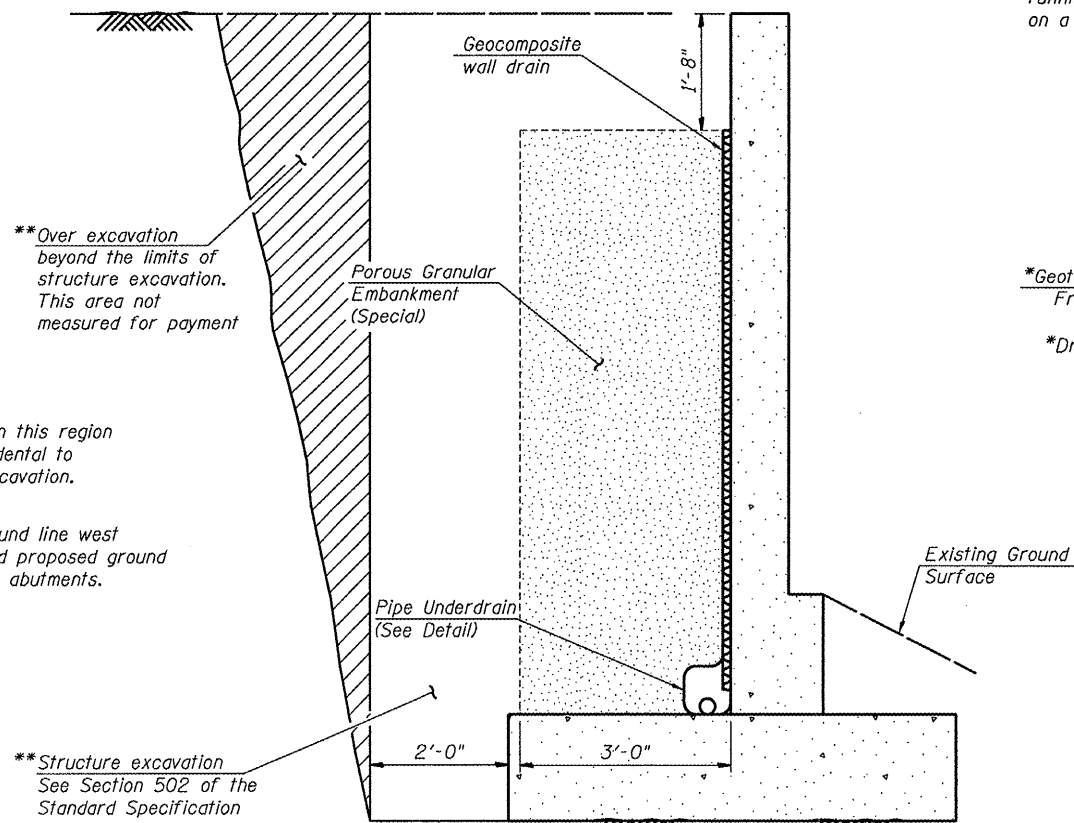 on a
Geocomposite
wall drain
1'-8"
**Over excavation
beyond the limits of
structure excavation.
This area not
measured for payment
Porous Granular
Embankment
(Special)
*Geot
Fr
*Dr
n this region
dental to
cavation.
und line west
d proposed ground
abutments.
Existing Ground
Surface
Pipe Underdrain
(See Detail)
**Structure excavation
See Section 502 of the
Standard Specification
2'-0"
3'-0"